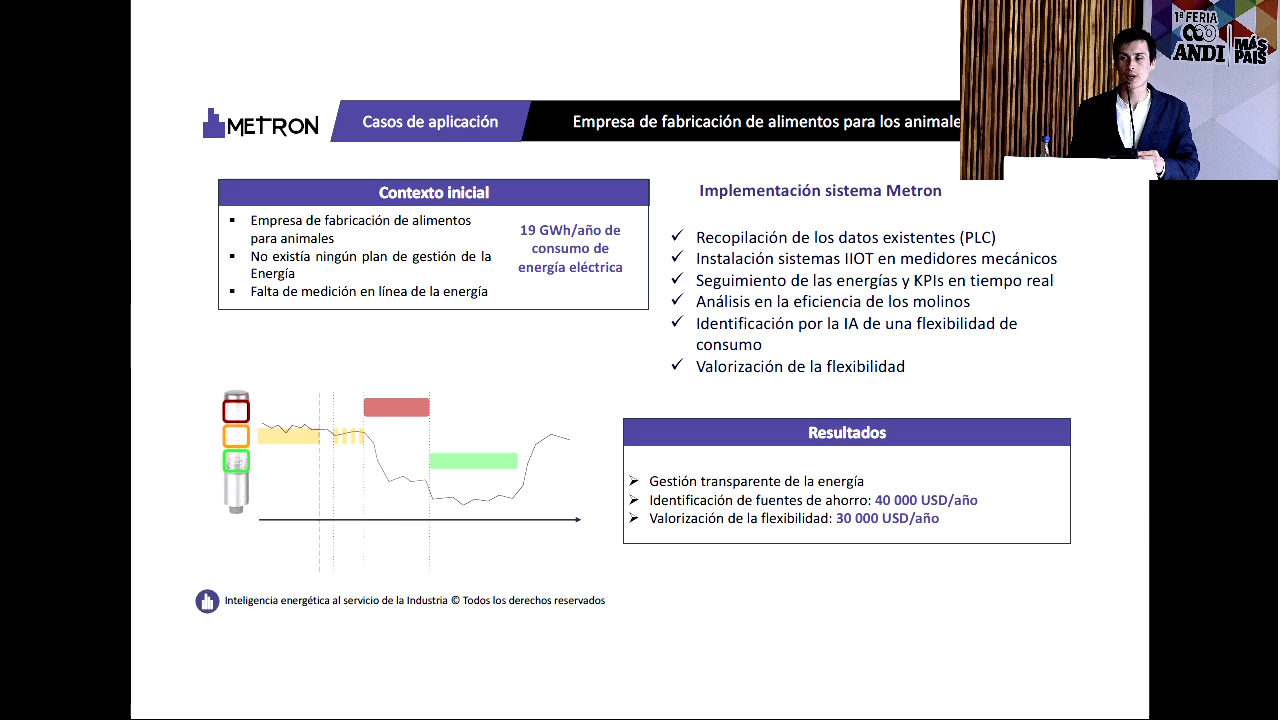 1ª FERIA
ANDI
MÁS
PAÍS
METRON
Casos de aplicación
Empresa de fabricación de alimentos para los
Contexto inicial
▪ Empresa de fabricación de alimentos
para animales
▪ No existía ningún plan de gestión de la
Energía
▪ Falta de medición en línea de la energía
19 GWh/año de
consumo de
energía eléctrica
Implementación sistema Metron
✓ Recopilación de los datos existentes (PLC)
✓ Instalación sistemas IIOT en medidores mecánicos
✓ Seguimiento de las energías y KPIs en tiempo real
✓ Análisis en la eficiencia de los molinos
✓ Identificación por la IA de una flexibilidad de
consumo
✓ Valorización de la flexibilidad
Resultados
➢ Gestión transparente de la energía
➢ Identificación de fuentes de ahorro: 40 000 USD/año
➢ Valorización de la flexibilidad: 30 000 USD/año
Inteligencia energética al servicio de la Industria © Todos los derechos reservados